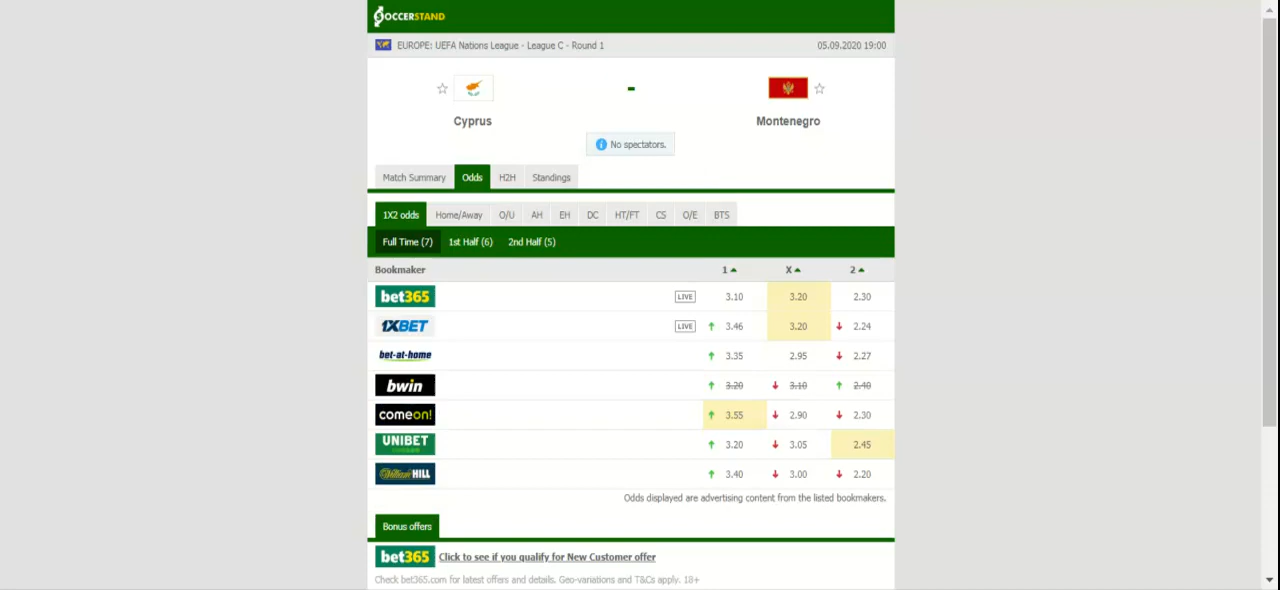 SOCCERSTAND
EUROPE: UEFA Nations League - League C - Round 1 05.09.2020 19:00
-
Cyprus Montenegro
No spectators.
Match Summary Odds H2H Standings
1X2 odds Home/Away O/U AH EH DC HT/FT CS O/E BTS
Full Time (7) 1st Half (6) 2nd Half (5)
Bookmaker 1 X 2
bet365 LIVE 3.10 3.20 2.30
1XBET LIVE 3.46 3.20 2.24
bet-at-home 3.35 2.95 2.27
bwin 3.20 3.10 2.40
comeon! 3.55 2.90 2.30
UNIBET 3.20 3.05 2.45
William HILL 3.40 3.00 2.20
Odds displayed are advertising content from the listed bookmakers.
Bonus offers
bet365 Click to see if you qualify for New Customer offer
Check bet365.com for latest offers and details. Geo-variations and T&Cs apply. 18+